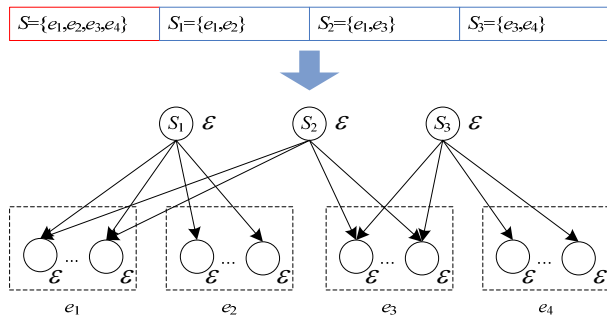 S={e₁,e₂,e₃,e₄} S₁={e₁,e₂} S₂={e₁,e₃} S₃={e₃,e₄}
S₁ ε S₂ ε S₃ ε
... ... ... ...
ε ε ε ε ε ε ε ε
e₁ e₂ e₃ e₄